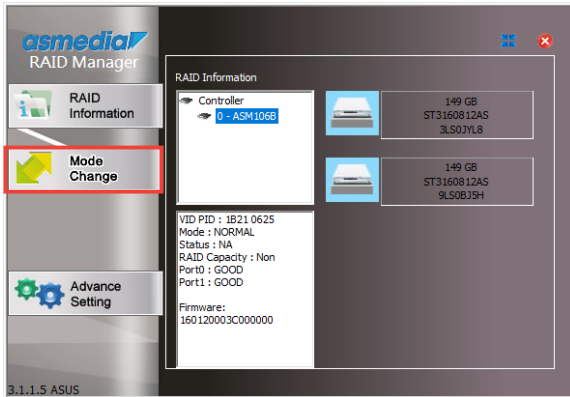 asmedia
RAID Manager
RAID
Information
Mode
Change
Advance
Setting
3.1.1.5 ASUS
RAID Information
Controller
0 - ASM106B
VID PID : 1B21 0625
Mode : NORMAL
Status : NA
RAID Capacity : Non
Port0 : GOOD
Port1 : GOOD
Firmware:
160120003C000000
149 GB
ST3160812AS
3LS0JYL8
149 GB
ST3160812AS
9LS0BJ5H